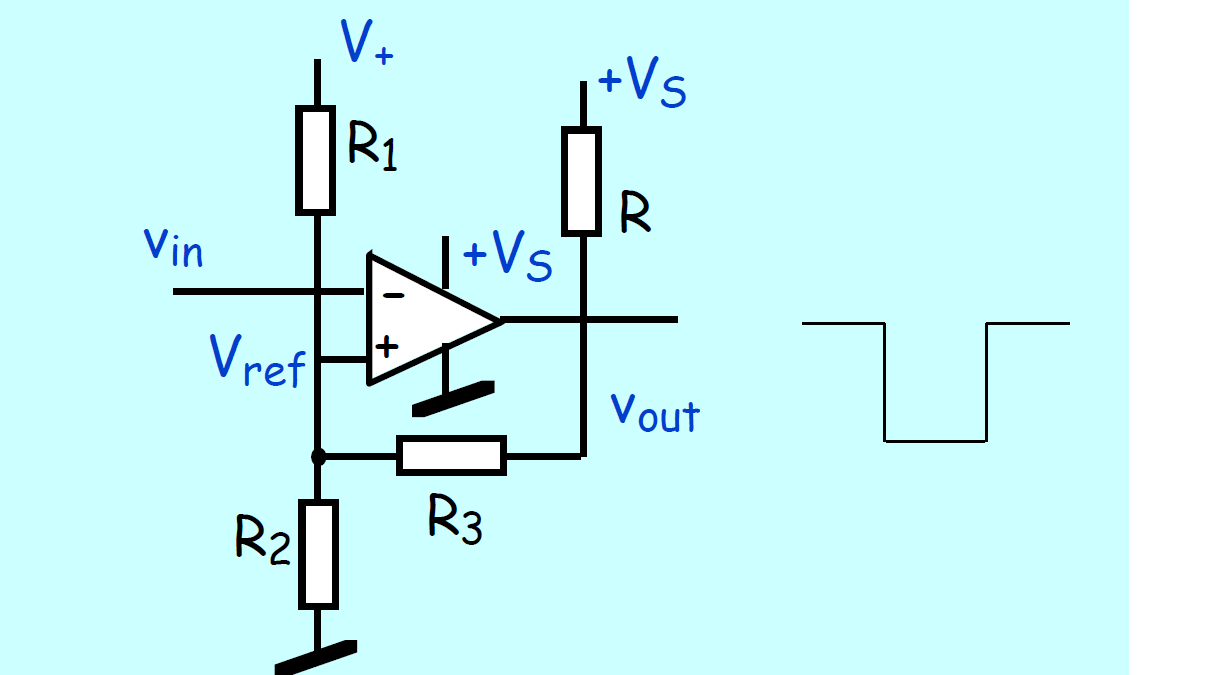 V+
+VS
R1
R
vin
+VS
−
Vref
+
vout
R3
R2